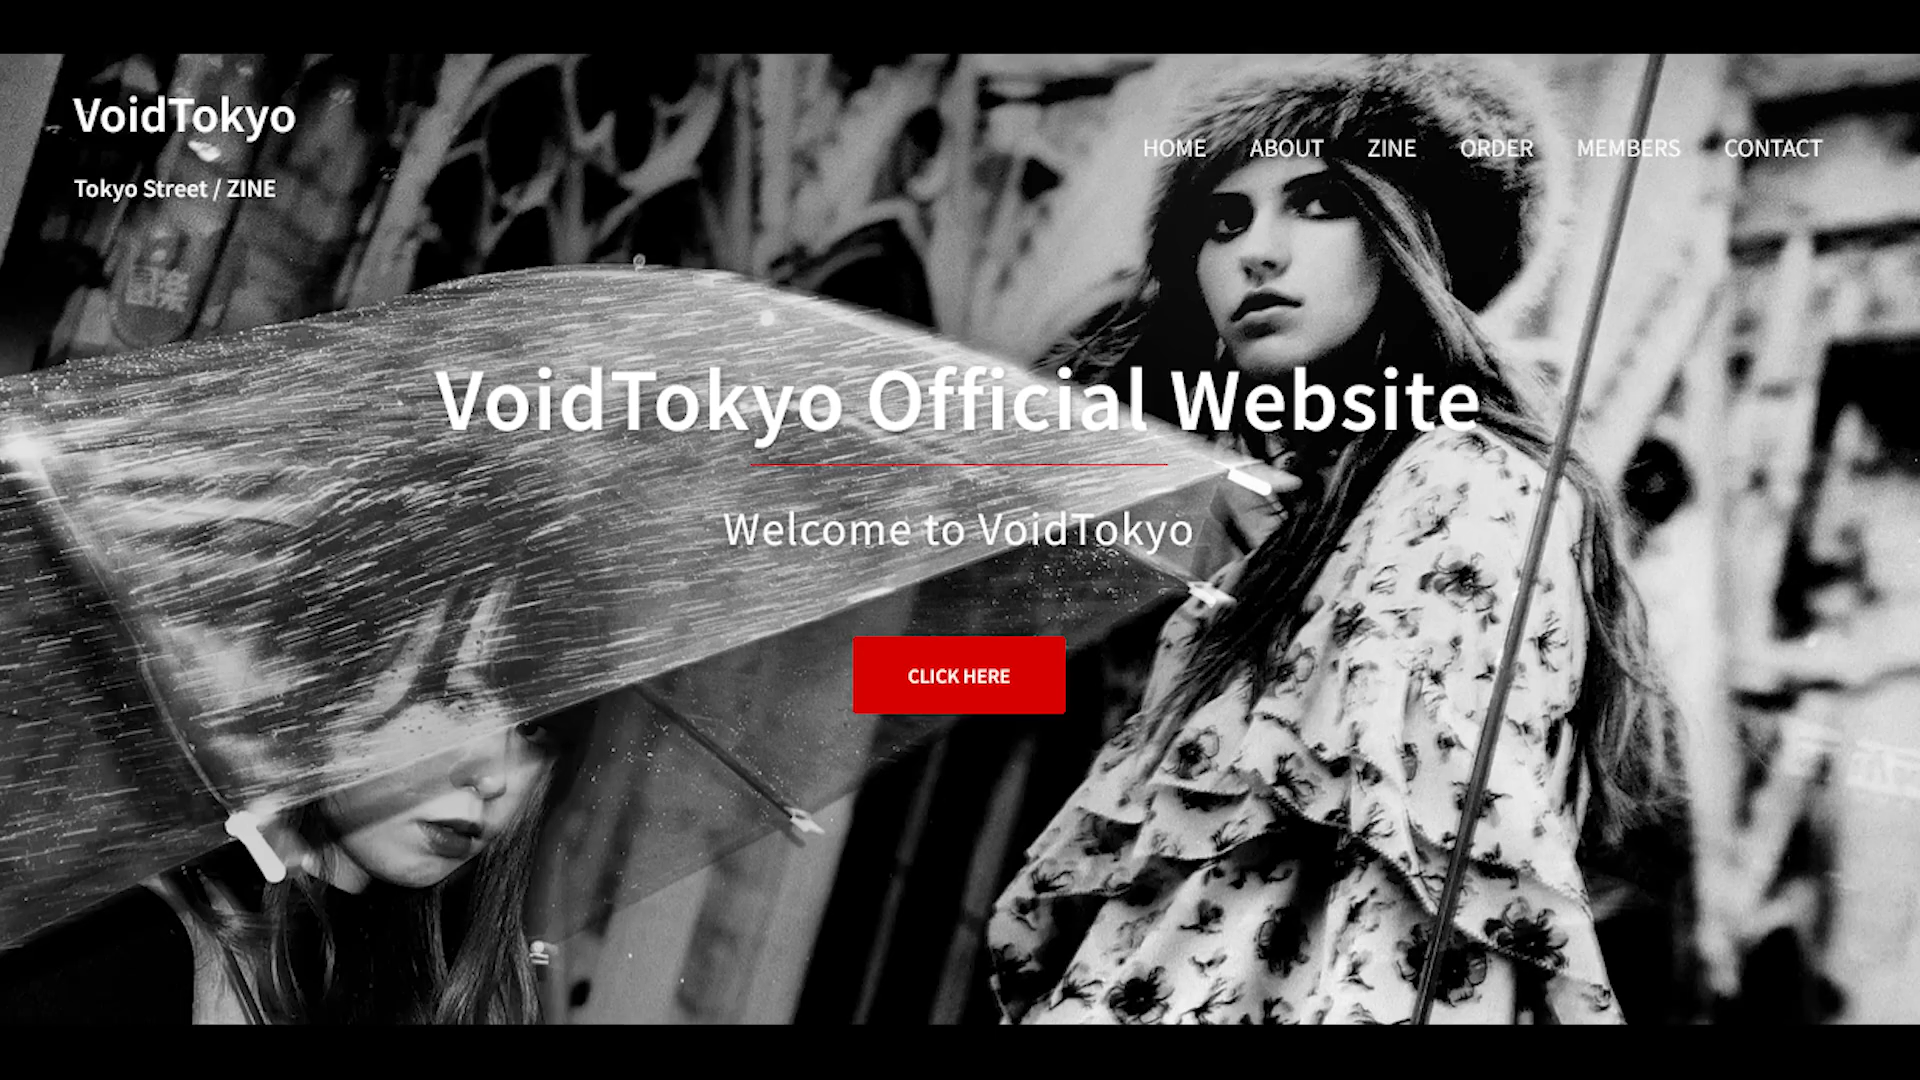 VoidTokyo
Tokyo Street / ZINE
HOME ABOUT ZINE ORDER MEMBERS CONTACT
VoidTokyo Official Website
Welcome to VoidTokyo
CLICK HERE